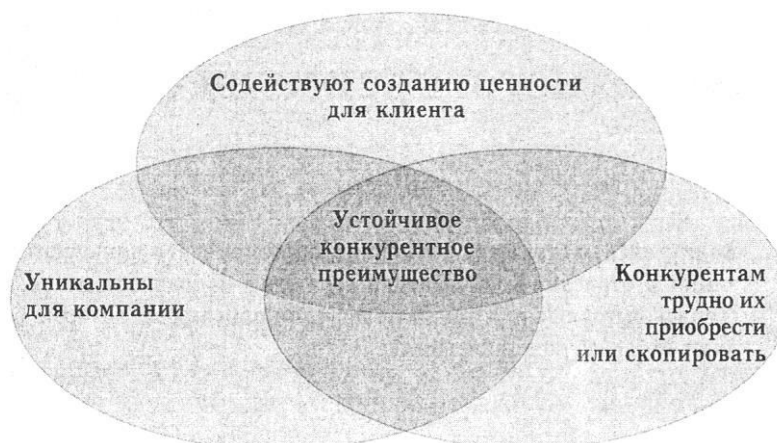 Содействуют созданию ценности
для клиента
Устойчивое
конкурентное
преимущество
Уникальны
для компании
Конкурентам
трудно их
приобрести
или скопировать